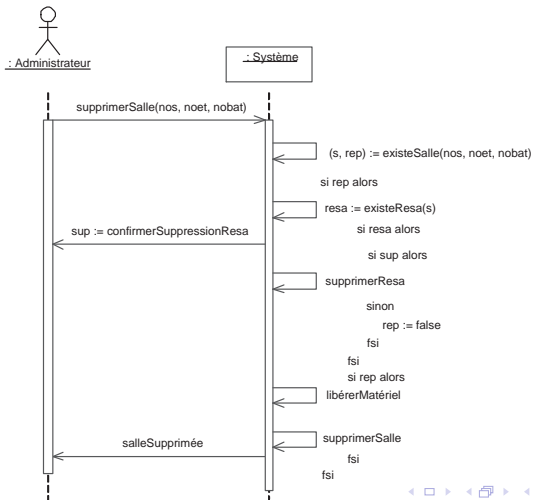 : Administrateur
: Système
supprimerSalle(nos, noet, nobat)
(s, rep) := existeSalle(nos, noet, nobat)
si rep alors
resa := existeResa(s)
si resa alors
sup := confirmerSuppressionResa
si sup alors
supprimerResa
sinon
rep := false
fsi
fsi
si rep alors
libérerMatériel
supprimerSalle
salleSupprimée
fsi
fsi